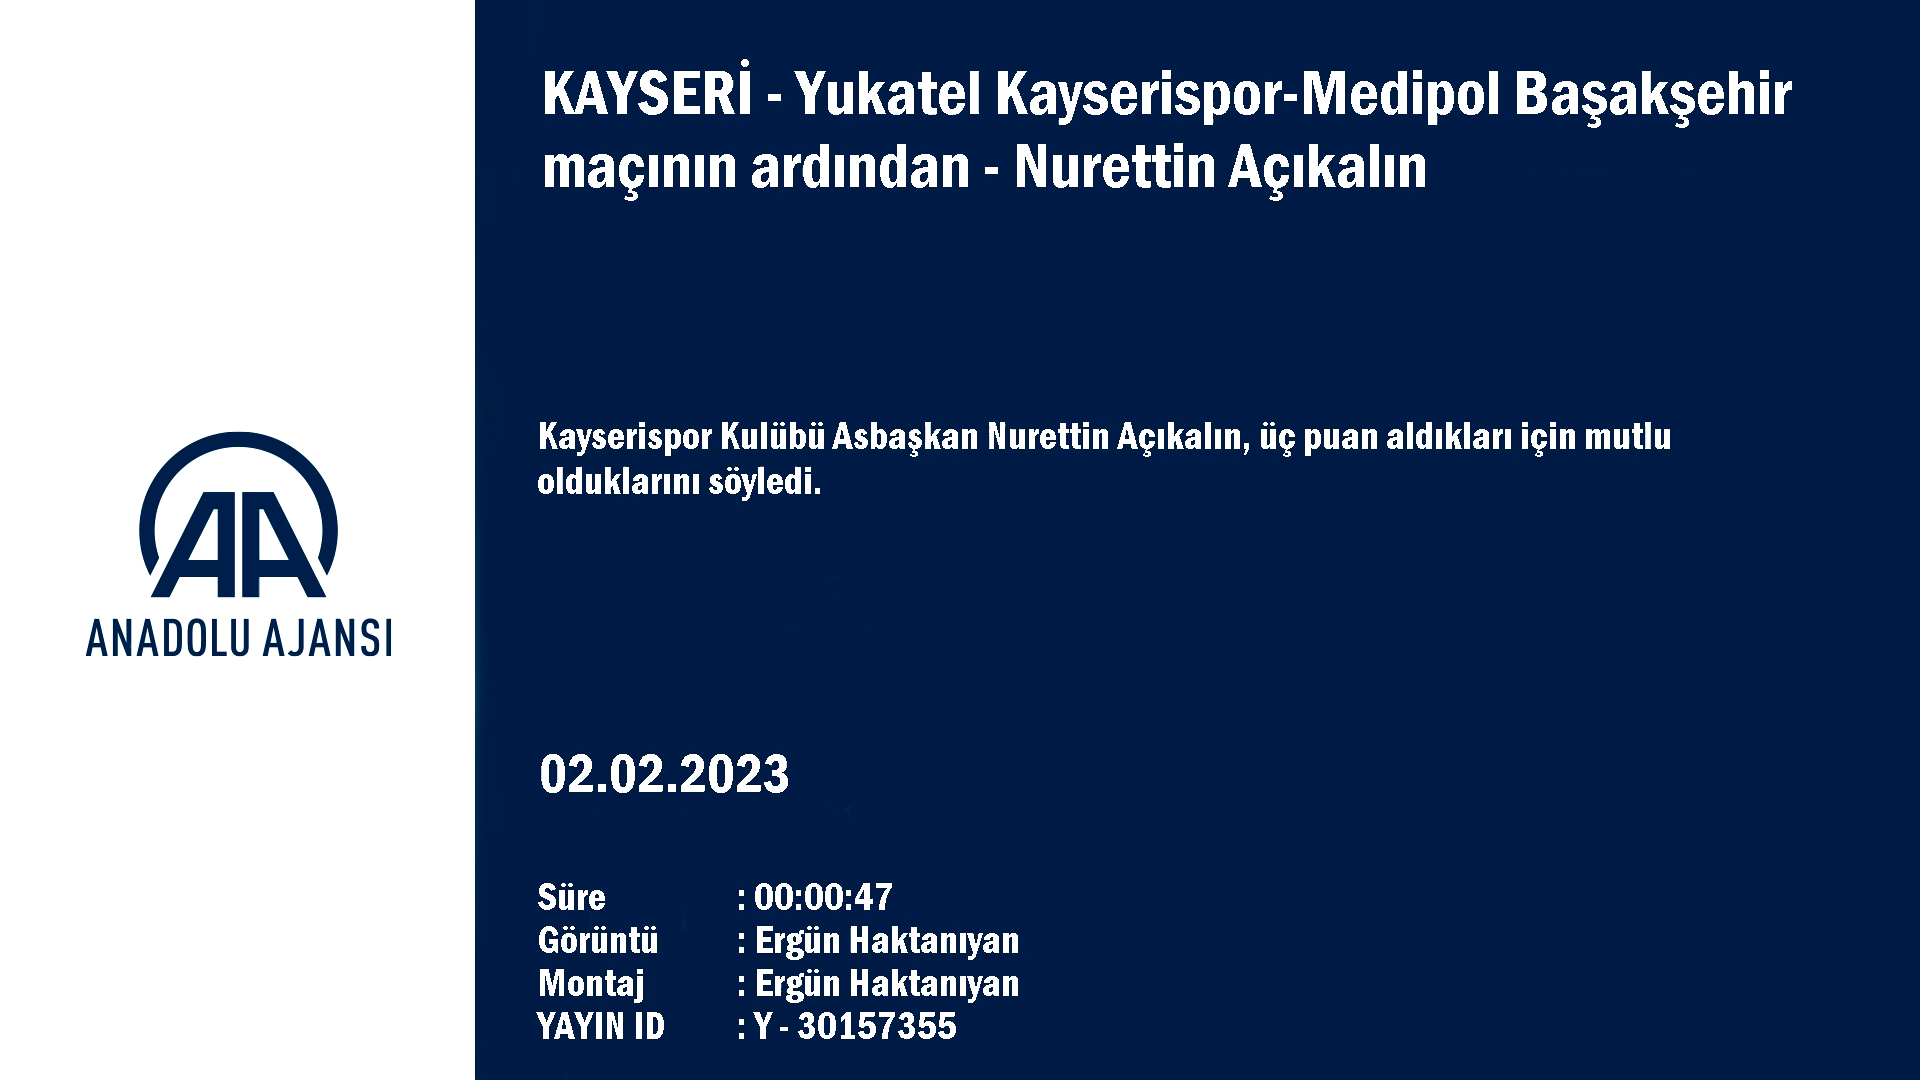 KAYSERİ - Yukatel Kayserispor-Medipol Başakşehir
maçının ardından - Nurettin Açıkalın
Kayserispor Kulübü Asbaşkan Nurettin Açıkalın, üç puan aldıkları için mutlu
olduklarını söyledi.
AA
ANADOLU AJANSI
02.02.2023
Süre : 00:00:47
Görüntü : Ergün Haktanıyan
Montaj : Ergün Haktanıyan
YAYIN ID : Y - 30157355